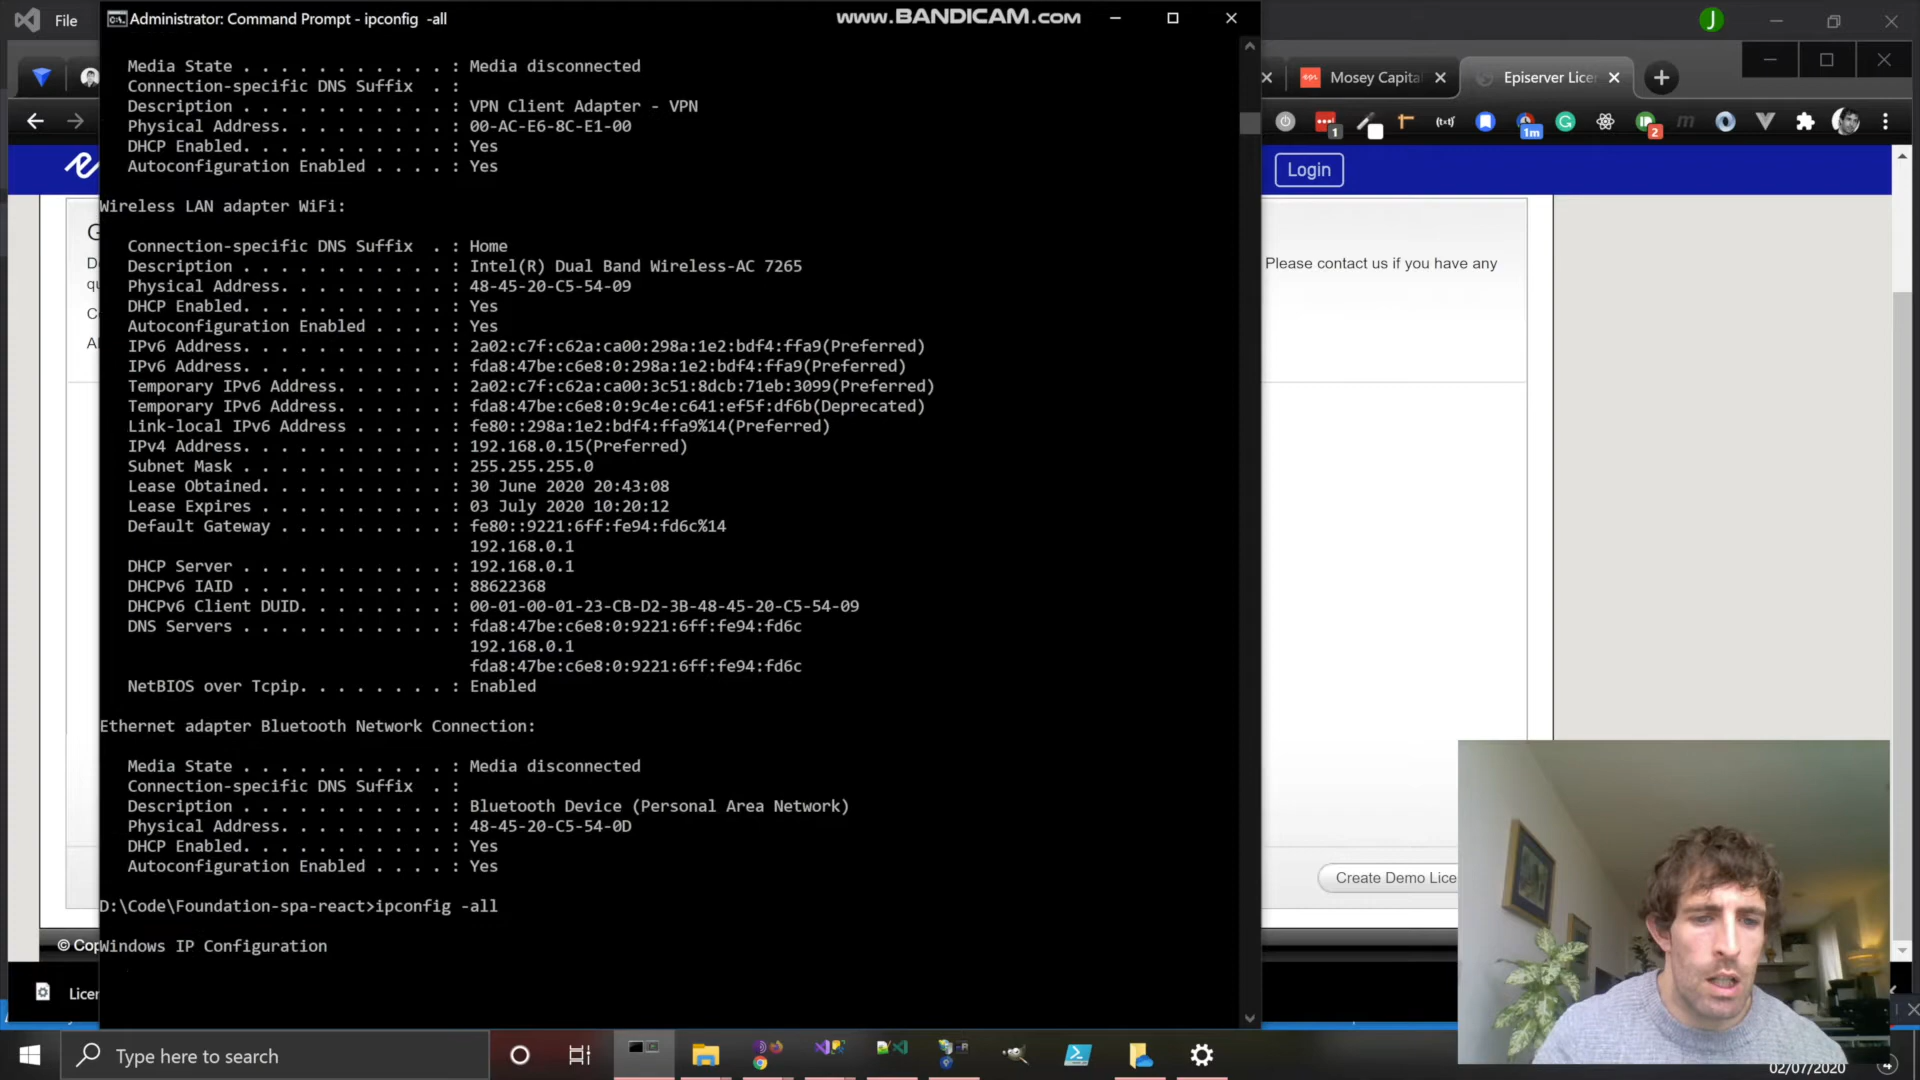 File
Administrator: Command Prompt - ipconfig -all
www.BANDICAM.com
J
Mosey Capita
Episerver Licer
1
1m
2
Login
Media State . . . . . . . . . . . : Media disconnected
Connection-specific DNS Suffix . :
Description . . . . . . . . . . . : VPN Client Adapter - VPN
Physical Address. . . . . . . . . : 00-AC-E6-8C-E1-00
DHCP Enabled. . . . . . . . . . . : Yes
Autoconfiguration Enabled . . . . : Yes
Wireless LAN adapter WiFi:
Please contact us if you have any
Connection-specific DNS Suffix . : Home
Description . . . . . . . . . . . : Intel(R) Dual Band Wireless-AC 7265
Physical Address. . . . . . . . . : 48-45-20-C5-54-09
DHCP Enabled. . . . . . . . . . . : Yes
Autoconfiguration Enabled . . . . : Yes
IPv6 Address. . . . . . . . . . . : 2a02:c7f:c62a:ca00:298a:1e2:bdf4:ffa9(Preferred)
IPv6 Address. . . . . . . . . . . : fda8:47be:c6e8:0:298a:1e2:bdf4:ffa9(Preferred)
Temporary IPv6 Address. . . . . . : 2a02:c7f:c62a:ca00:3c51:8dcb:71eb:3099(Preferred)
Temporary IPv6 Address. . . . . . : fda8:47be:c6e8:0:9c4e:c641:ef5f:df6b(Deprecated)
Link-local IPv6 Address . . . . . : fe80::298a:1e2:bdf4:ffa9%14(Preferred)
IPv4 Address. . . . . . . . . . . : 192.168.0.15(Preferred)
Subnet Mask . . . . . . . . . . . : 255.255.255.0
Lease Obtained. . . . . . . . . . : 30 June 2020 20:43:08
Lease Expires . . . . . . . . . . : 03 July 2020 10:20:12
Default Gateway . . . . . . . . . : fe80::9221:6ff:fe94:fd6c%14
192.168.0.1
DHCP Server . . . . . . . . . . . : 192.168.0.1
DHCPv6 IAID . . . . . . . . . . . : 88622368
DHCPv6 Client DUID. . . . . . . . : 00-01-00-01-23-CB-D2-3B-48-45-20-C5-54-09
DNS Servers . . . . . . . . . . . : fda8:47be:c6e8:0:9221:6ff:fe94:fd6c
192.168.0.1
fda8:47be:c6e8:0:9221:6ff:fe94:fd6c
NetBIOS over Tcpip. . . . . . . . : Enabled
Ethernet adapter Bluetooth Network Connection:
Media State . . . . . . . . . . . : Media disconnected
Connection-specific DNS Suffix . :
Description . . . . . . . . . . . : Bluetooth Device (Personal Area Network)
Physical Address. . . . . . . . . : 48-45-20-C5-54-0D
DHCP Enabled. . . . . . . . . . . : Yes
Autoconfiguration Enabled . . . . : Yes
Create Demo Lice
D:\Code\Foundation-spa-react>ipconfig -all
© Cop
Windows IP Configuration
Licer
Type here to search
02/07/2020
4